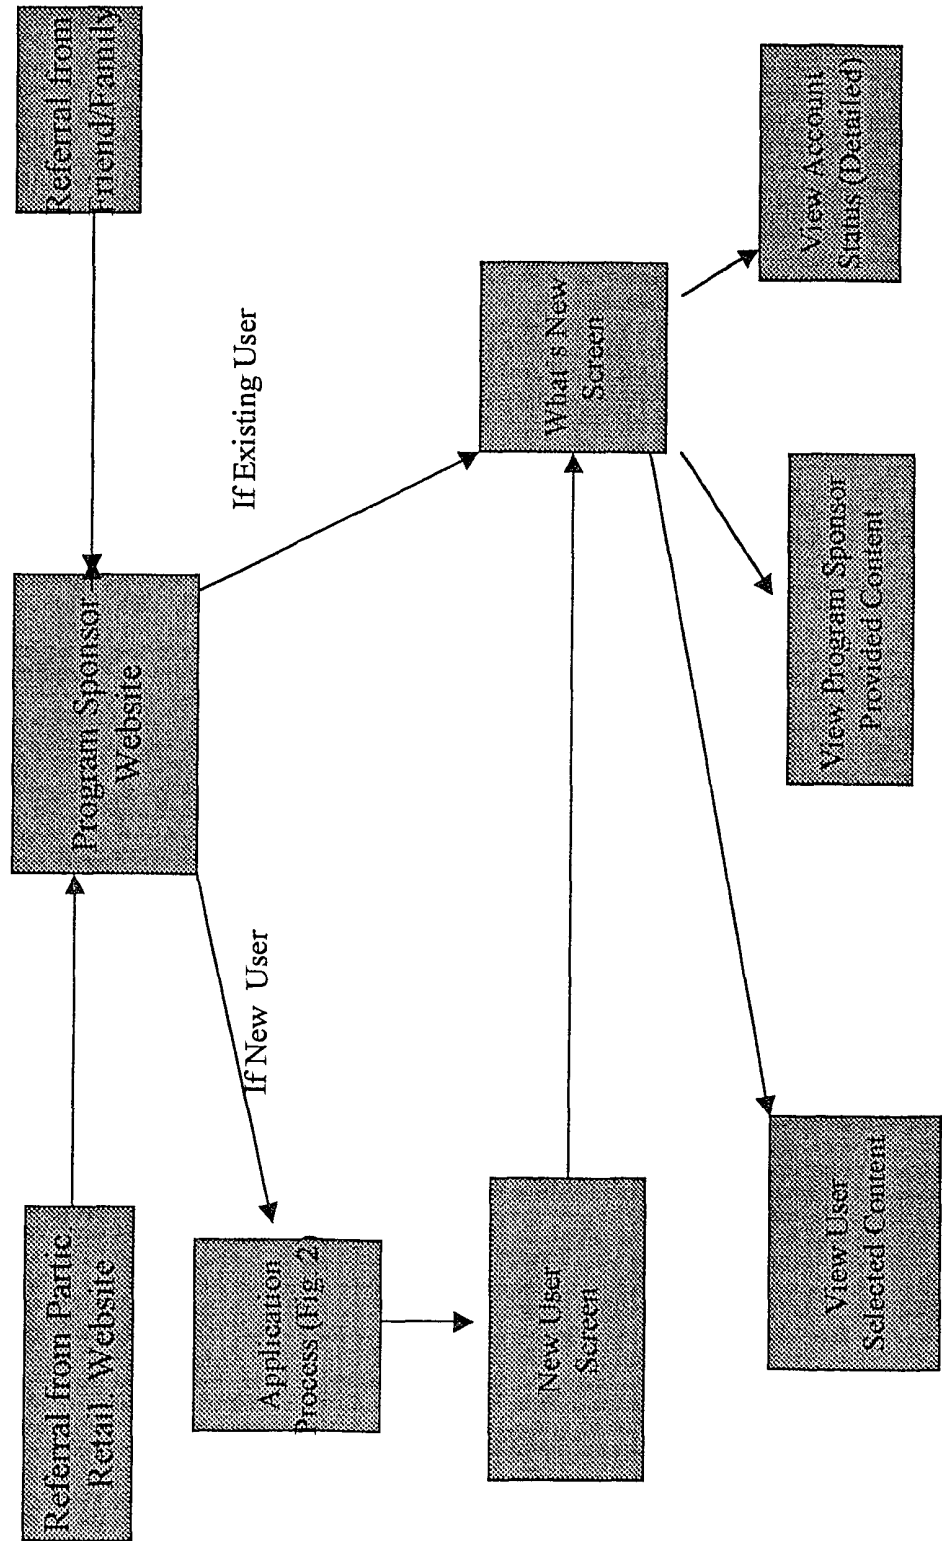 Referral from Partic.
Retail. Website
Program Sponsor
Website
Referral from
Friend/Family
If New User
If Existing User
Application
Process (Fig. 2)
New User
Screen
What's New
Screen
View User
Selected Content
View Program Sponsor
Provided Content
View Account
Status (Detailed)